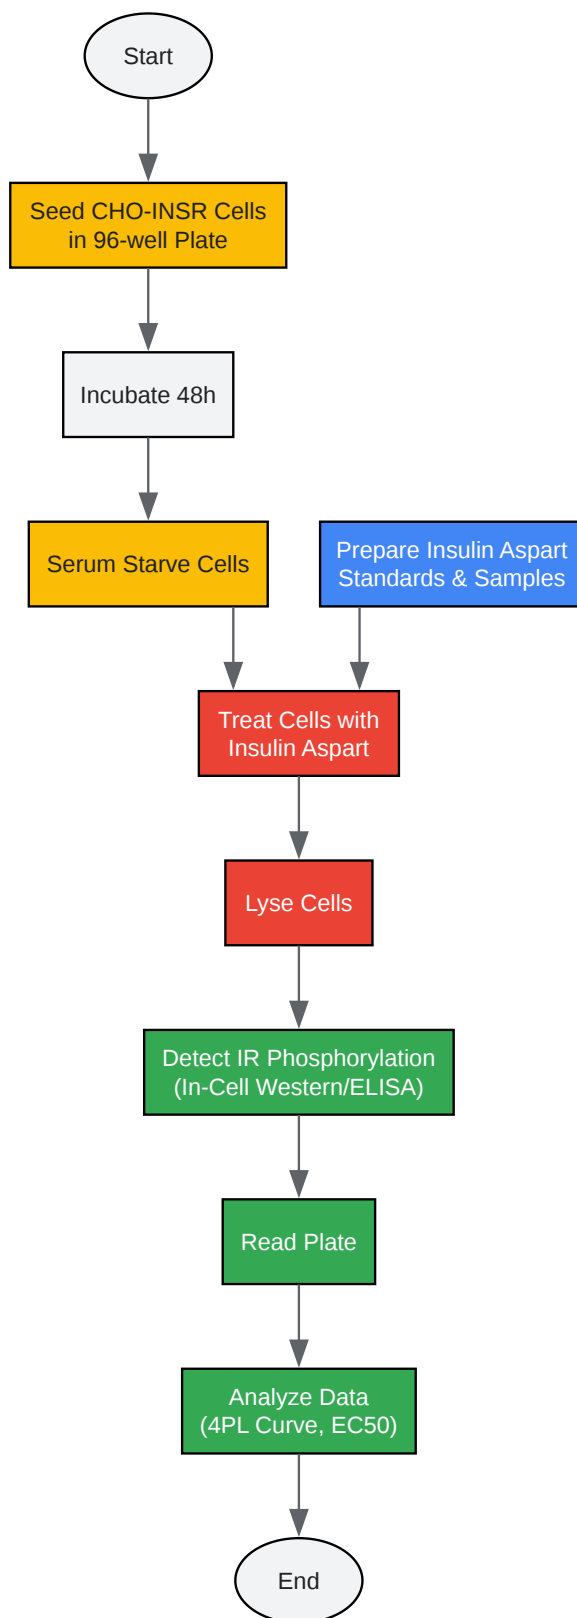 Start
Seed CHO-INSR Cells
in 96-well Plate
Incubate 48h
Serum Starve Cells
Prepare Insulin Aspart
Standards & Samples
Treat Cells with
Insulin Aspart
Lyse Cells
Detect IR Phosphorylation
(In-Cell Western/ELISA)
Read Plate
Analyze Data
(4PL Curve, EC50)
End